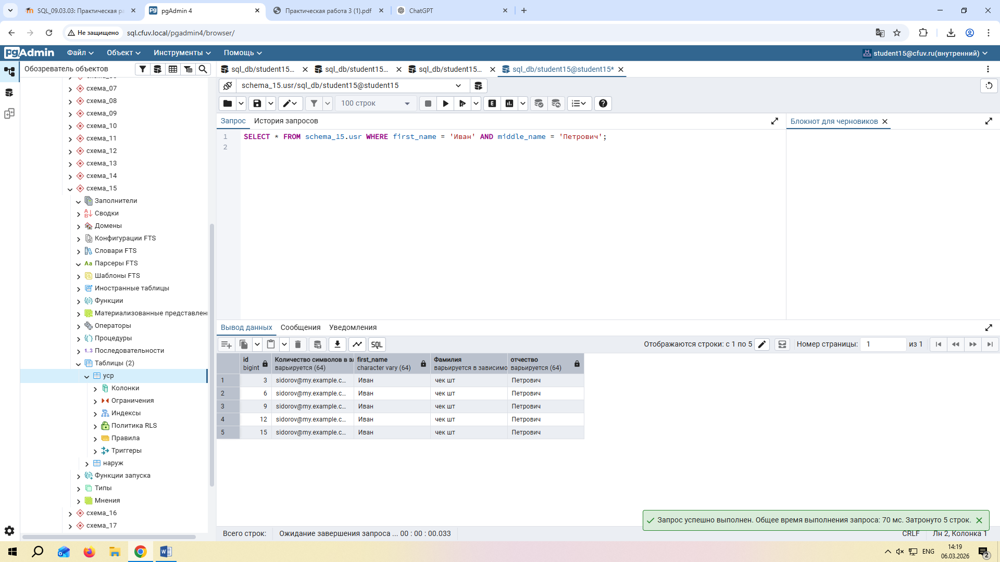 SQL_09.03.03: Практическая ра
pgAdmin 4
Практическая работа 3 (1).pdf
ChatGPT
Не защищено
sql.cfuv.local/pgadmin4/browser/
pgAdmin
Файл
Объект
Инструменты
Помощь
student15@cfuv.ru(внутренний)
Обозреватель объектов
sql_db/student15...
sql_db/student15...
sql_db/student15...
sql_db/student15@student15*
schema_15.usr/sql_db/student15@student15
100 строк
E
Запрос
История запросов
Блокнот для черновиков
1 SELECT * FROM schema_15.usr WHERE first_name = 'Иван' AND middle_name = 'Петрович';
2
схема_07
схема_08
схема_09
схема_10
схема_11
схема_12
схема_13
схема_14
схема_15
Заполнители
Сводки
Домены
Конфигурации FTS
Словари FTS
Aa Парсеры FTS
Шаблоны FTS
Иностранные таблицы
Функции
Материализованные представлен
Операторы
Процедуры
1..3 Последовательности
Таблицы (2)
уср
Колонки
Ограничения
Индексы
Политика RLS
Правила
Триггеры
наруж
Функции запуска
Типы
Мнения
схема_16
схема_17
Вывод данных
Сообщения
Уведомления
SQL
Отображаются строки: с 1 по 5
Номер страницы:
1
из 1
id
bigint
Количество символов в эл
варьируется (64)
first_name
character vary (64)
Фамилия
варьируется в зависимо
отчество
варьируется (64)
1 3 sidorov@my.example.c... Иван чек шт Петрович
2 6 sidorov@my.example.c... Иван чек шт Петрович
3 9 sidorov@my.example.c... Иван чек шт Петрович
4 12 sidorov@my.example.c... Иван чек шт Петрович
5 15 sidorov@my.example.c... Иван чек шт Петрович
Запрос успешно выполнен. Общее время выполнения запроса: 70 мс. Затронуто 5 строк.
Всего строк:
Ожидание завершения запроса ... 00 : 00 : 00.033
CRLF
Лн 2, Колонка 1
ENG
14:19
06.03.2026
2